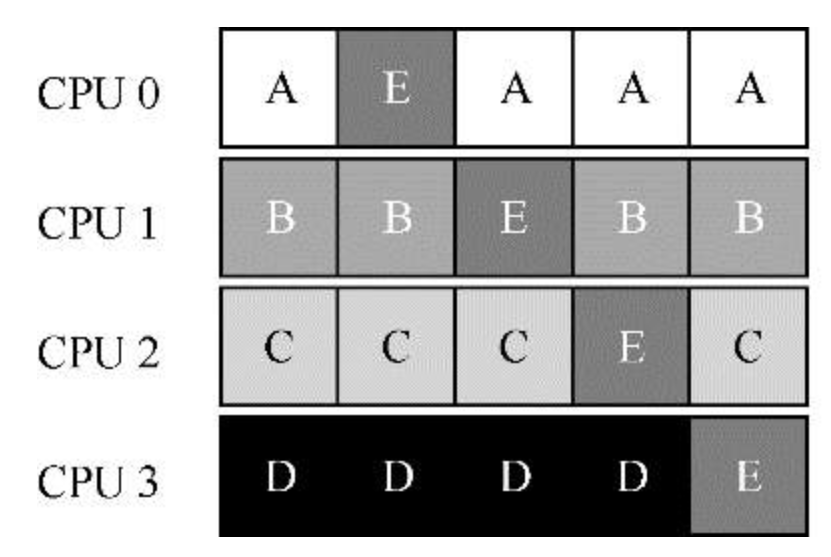 CPU 0 A E A A A
CPU 1 B B E B B
CPU 2 C C C E C
CPU 3 D D D D E